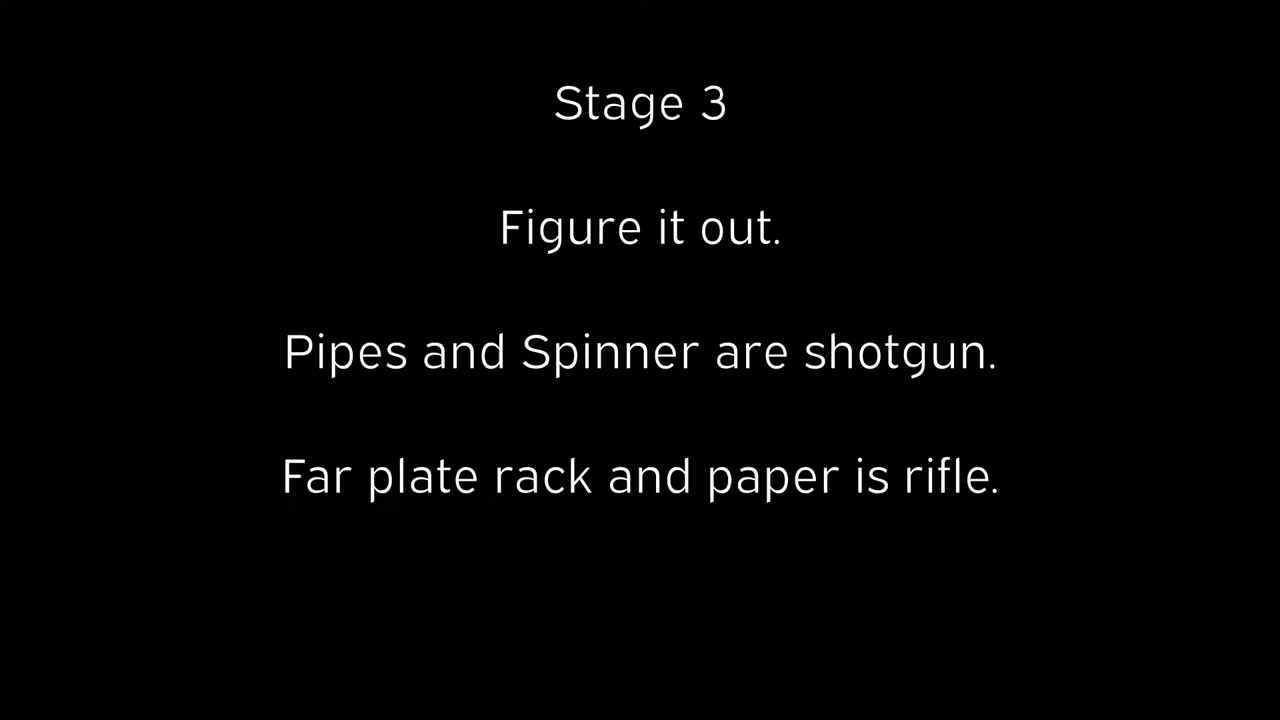 Stage 3
Figure it out.
Pipes and Spinner are shotgun.
Far plate rack and paper is rifle.